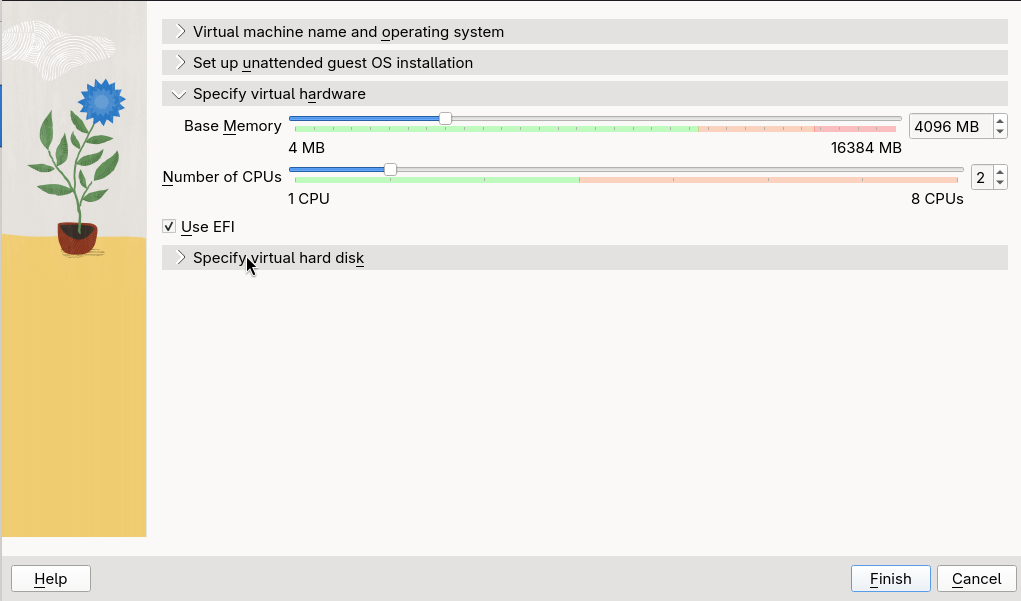 Virtual machine name and operating system
Set up unattended guest OS installation
Specify virtual hardware
Base Memory
4096 MB
4 MB
16384 MB
Number of CPUs
2
1 CPU
8 CPUs
Use EFI
Specify virtual hard disk
Help
Finish
Cancel